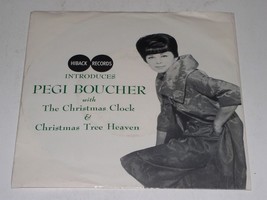 HIBACK RECORDS
INTRODUCES
PEGI BOUCHER
with
The Christmas Clock
&
Christmas Tree Heaven